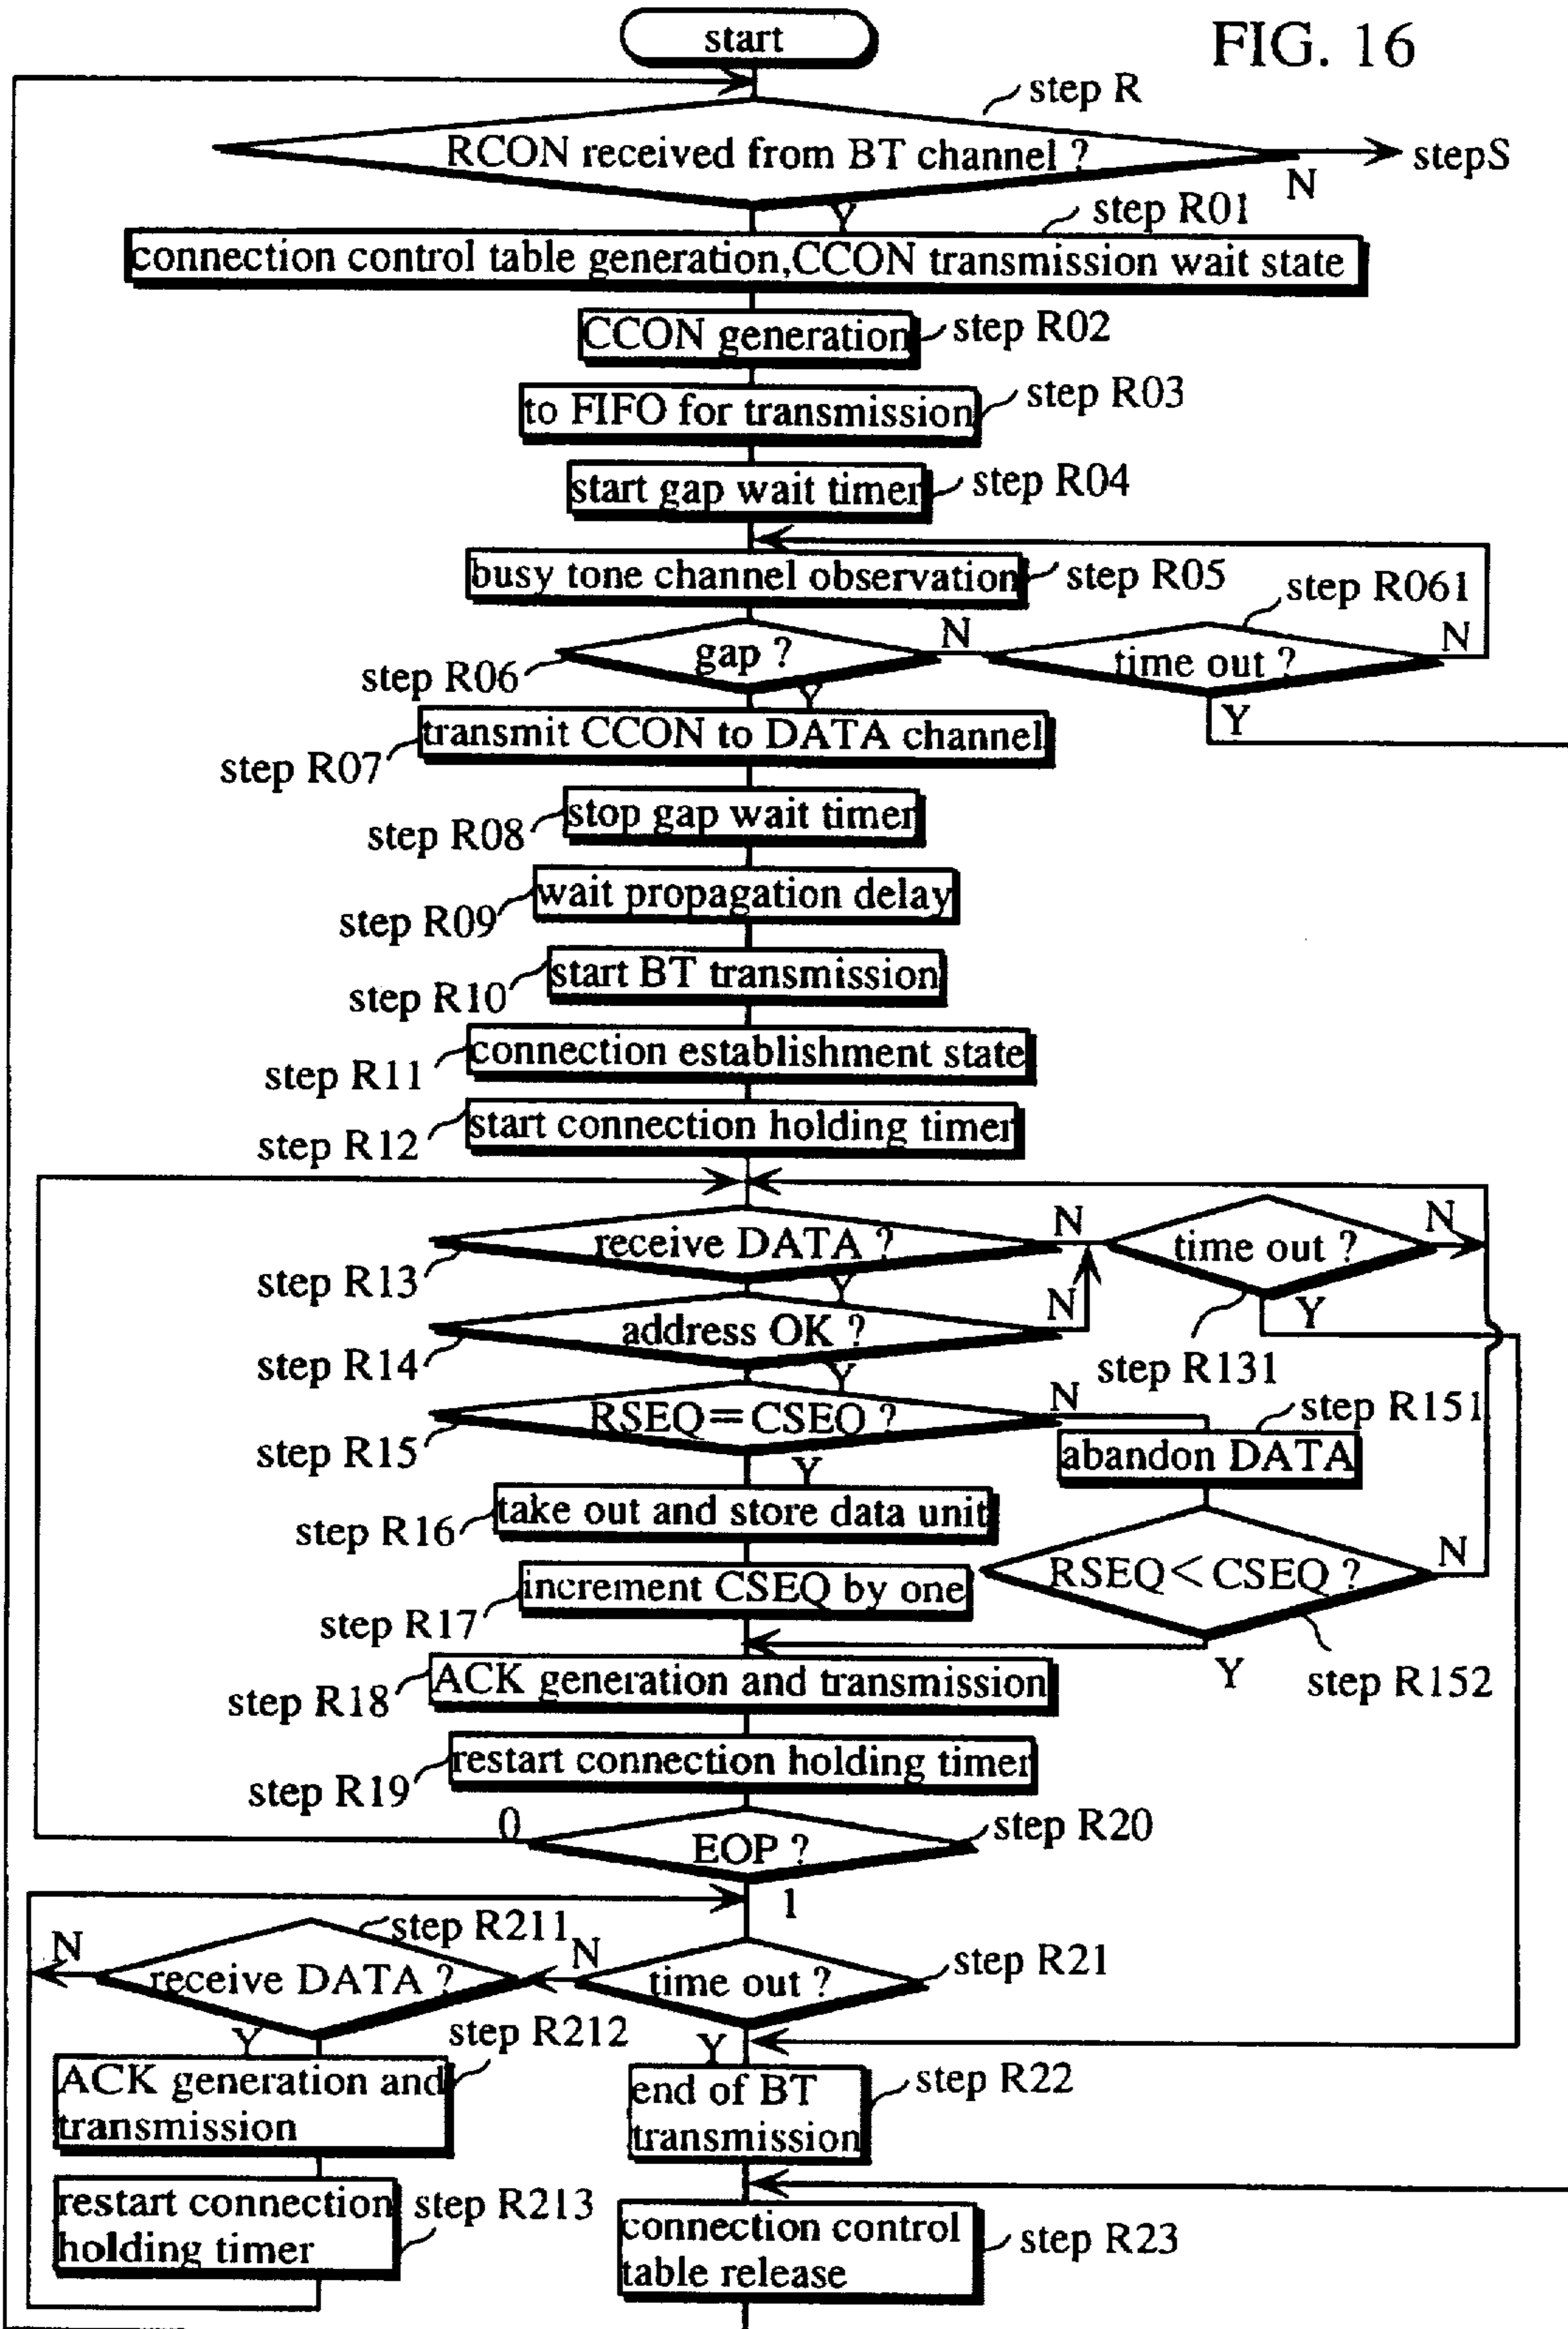 FIG. 16
start
step R
RCON received from BT channel ?
N
stepS
Y
step R01
connection control table generation,CCON transmission wait state
CCON generation
step R02
to FIFO for transmission
step R03
start gap wait timer
step R04
busy tone channel observation
step R05
step R061
gap ?
N
time out ?
N
step R06
Y
Y
transmit CCON to DATA channel
step R07
stop gap wait timer
step R08
wait propagation delay
step R09
start BT transmission
step R10
connection establishment state
step R11
start connection holding timer
step R12
receive DATA ?
N
time out ?
N
step R13
Y
Y
address OK ?
N
step R14
step R131
Y
RSEQ=CSEQ ?
N
step R151
step R15
Y
abandon DATA
take out and store data unit
step R16
RSEQ<CSEQ ?
N
increment CSEQ by one
step R17
Y
step R152
ACK generation and transmission
step R18
restart connection holding timer
step R19
0
EOP ?
step R20
1
step R211
N
receive DATA ?
N
time out ?
step R21
Y
step R212
Y
ACK generation and
transmission
end of BT
transmission
step R22
restart connection
holding timer
step R213
connection control
table release
step R23